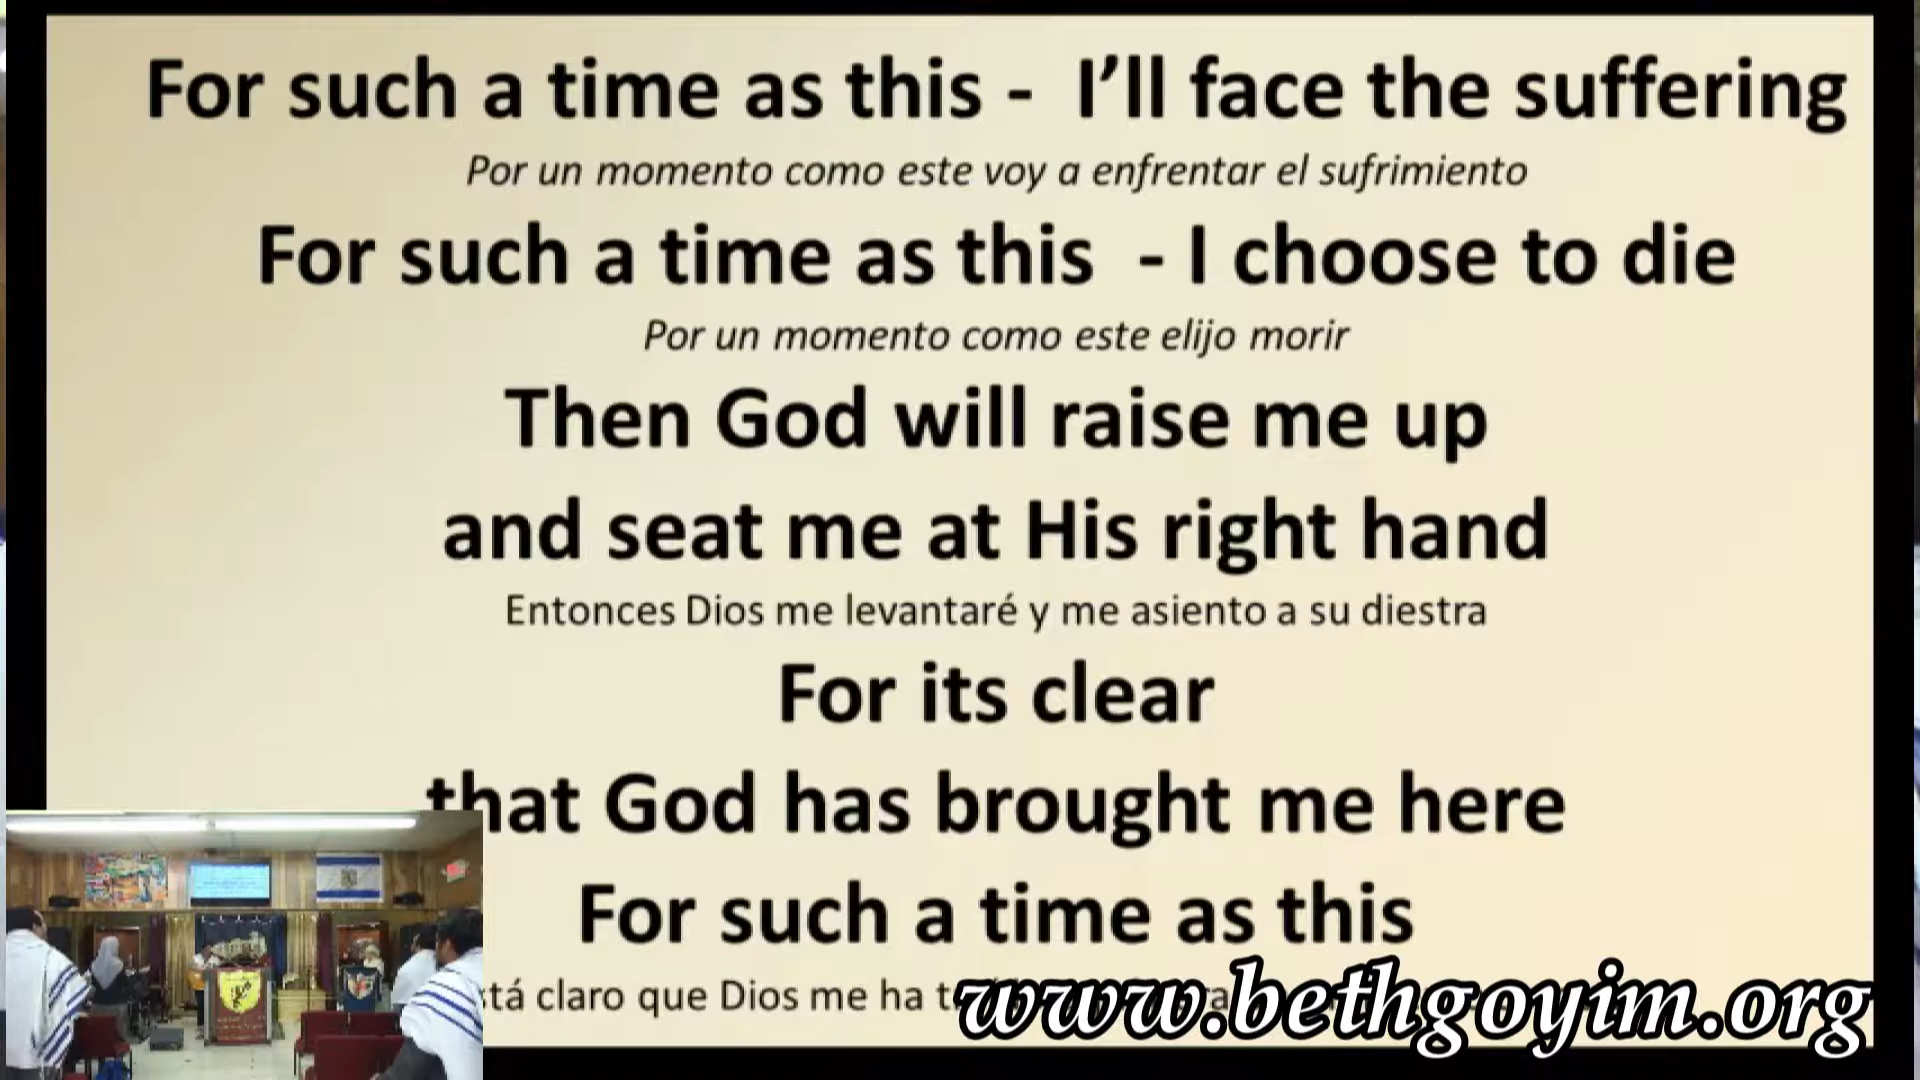 For such a time as this - I’ll face the suffering
Por un momento como este voy a enfrentar el sufrimiento
For such a time as this - I choose to die
Por un momento como este elijo morir
Then God will raise me up
and seat me at His right hand
Entonces Dios me levantaré y me asiento a su diestra
For its clear
that God has brought me here
For such a time as this
claro que Dios me ha
www.bethgoyim.org